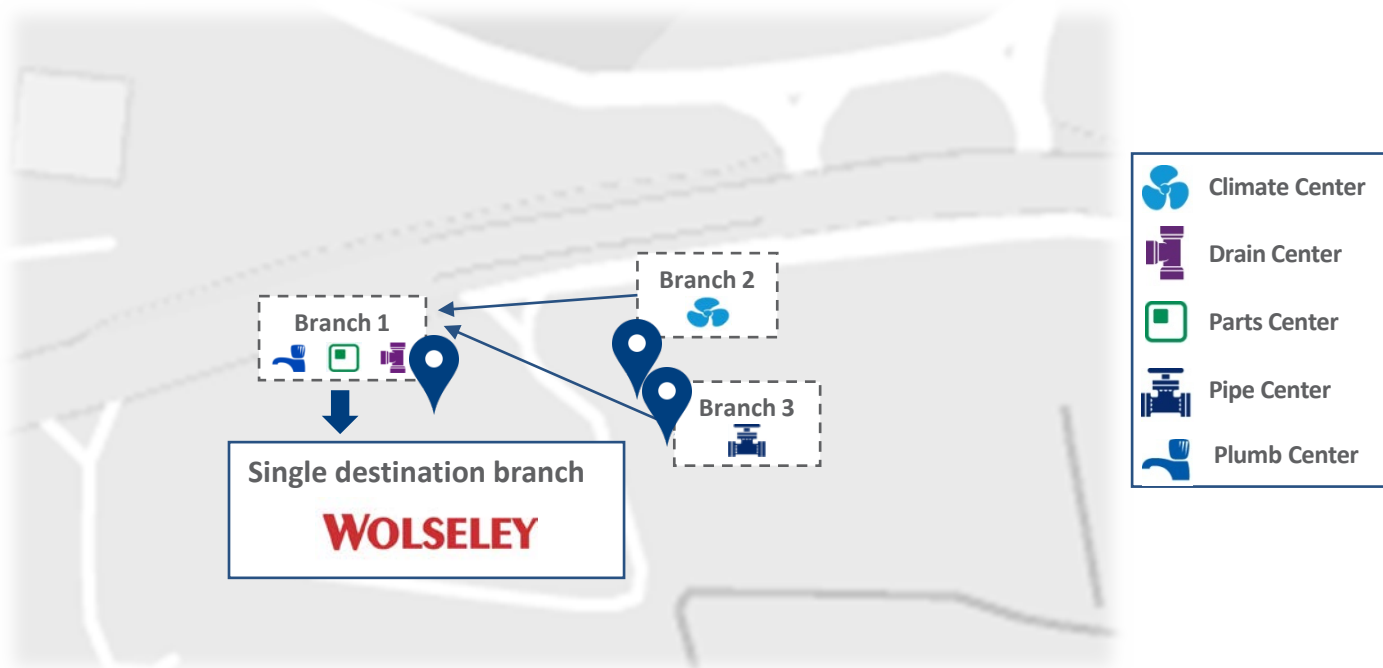 Branch 2
Branch 1
Branch 3
Single destination branch
WOLSELEY
Climate Center
Drain Center
Parts Center
Pipe Center
Plumb Center